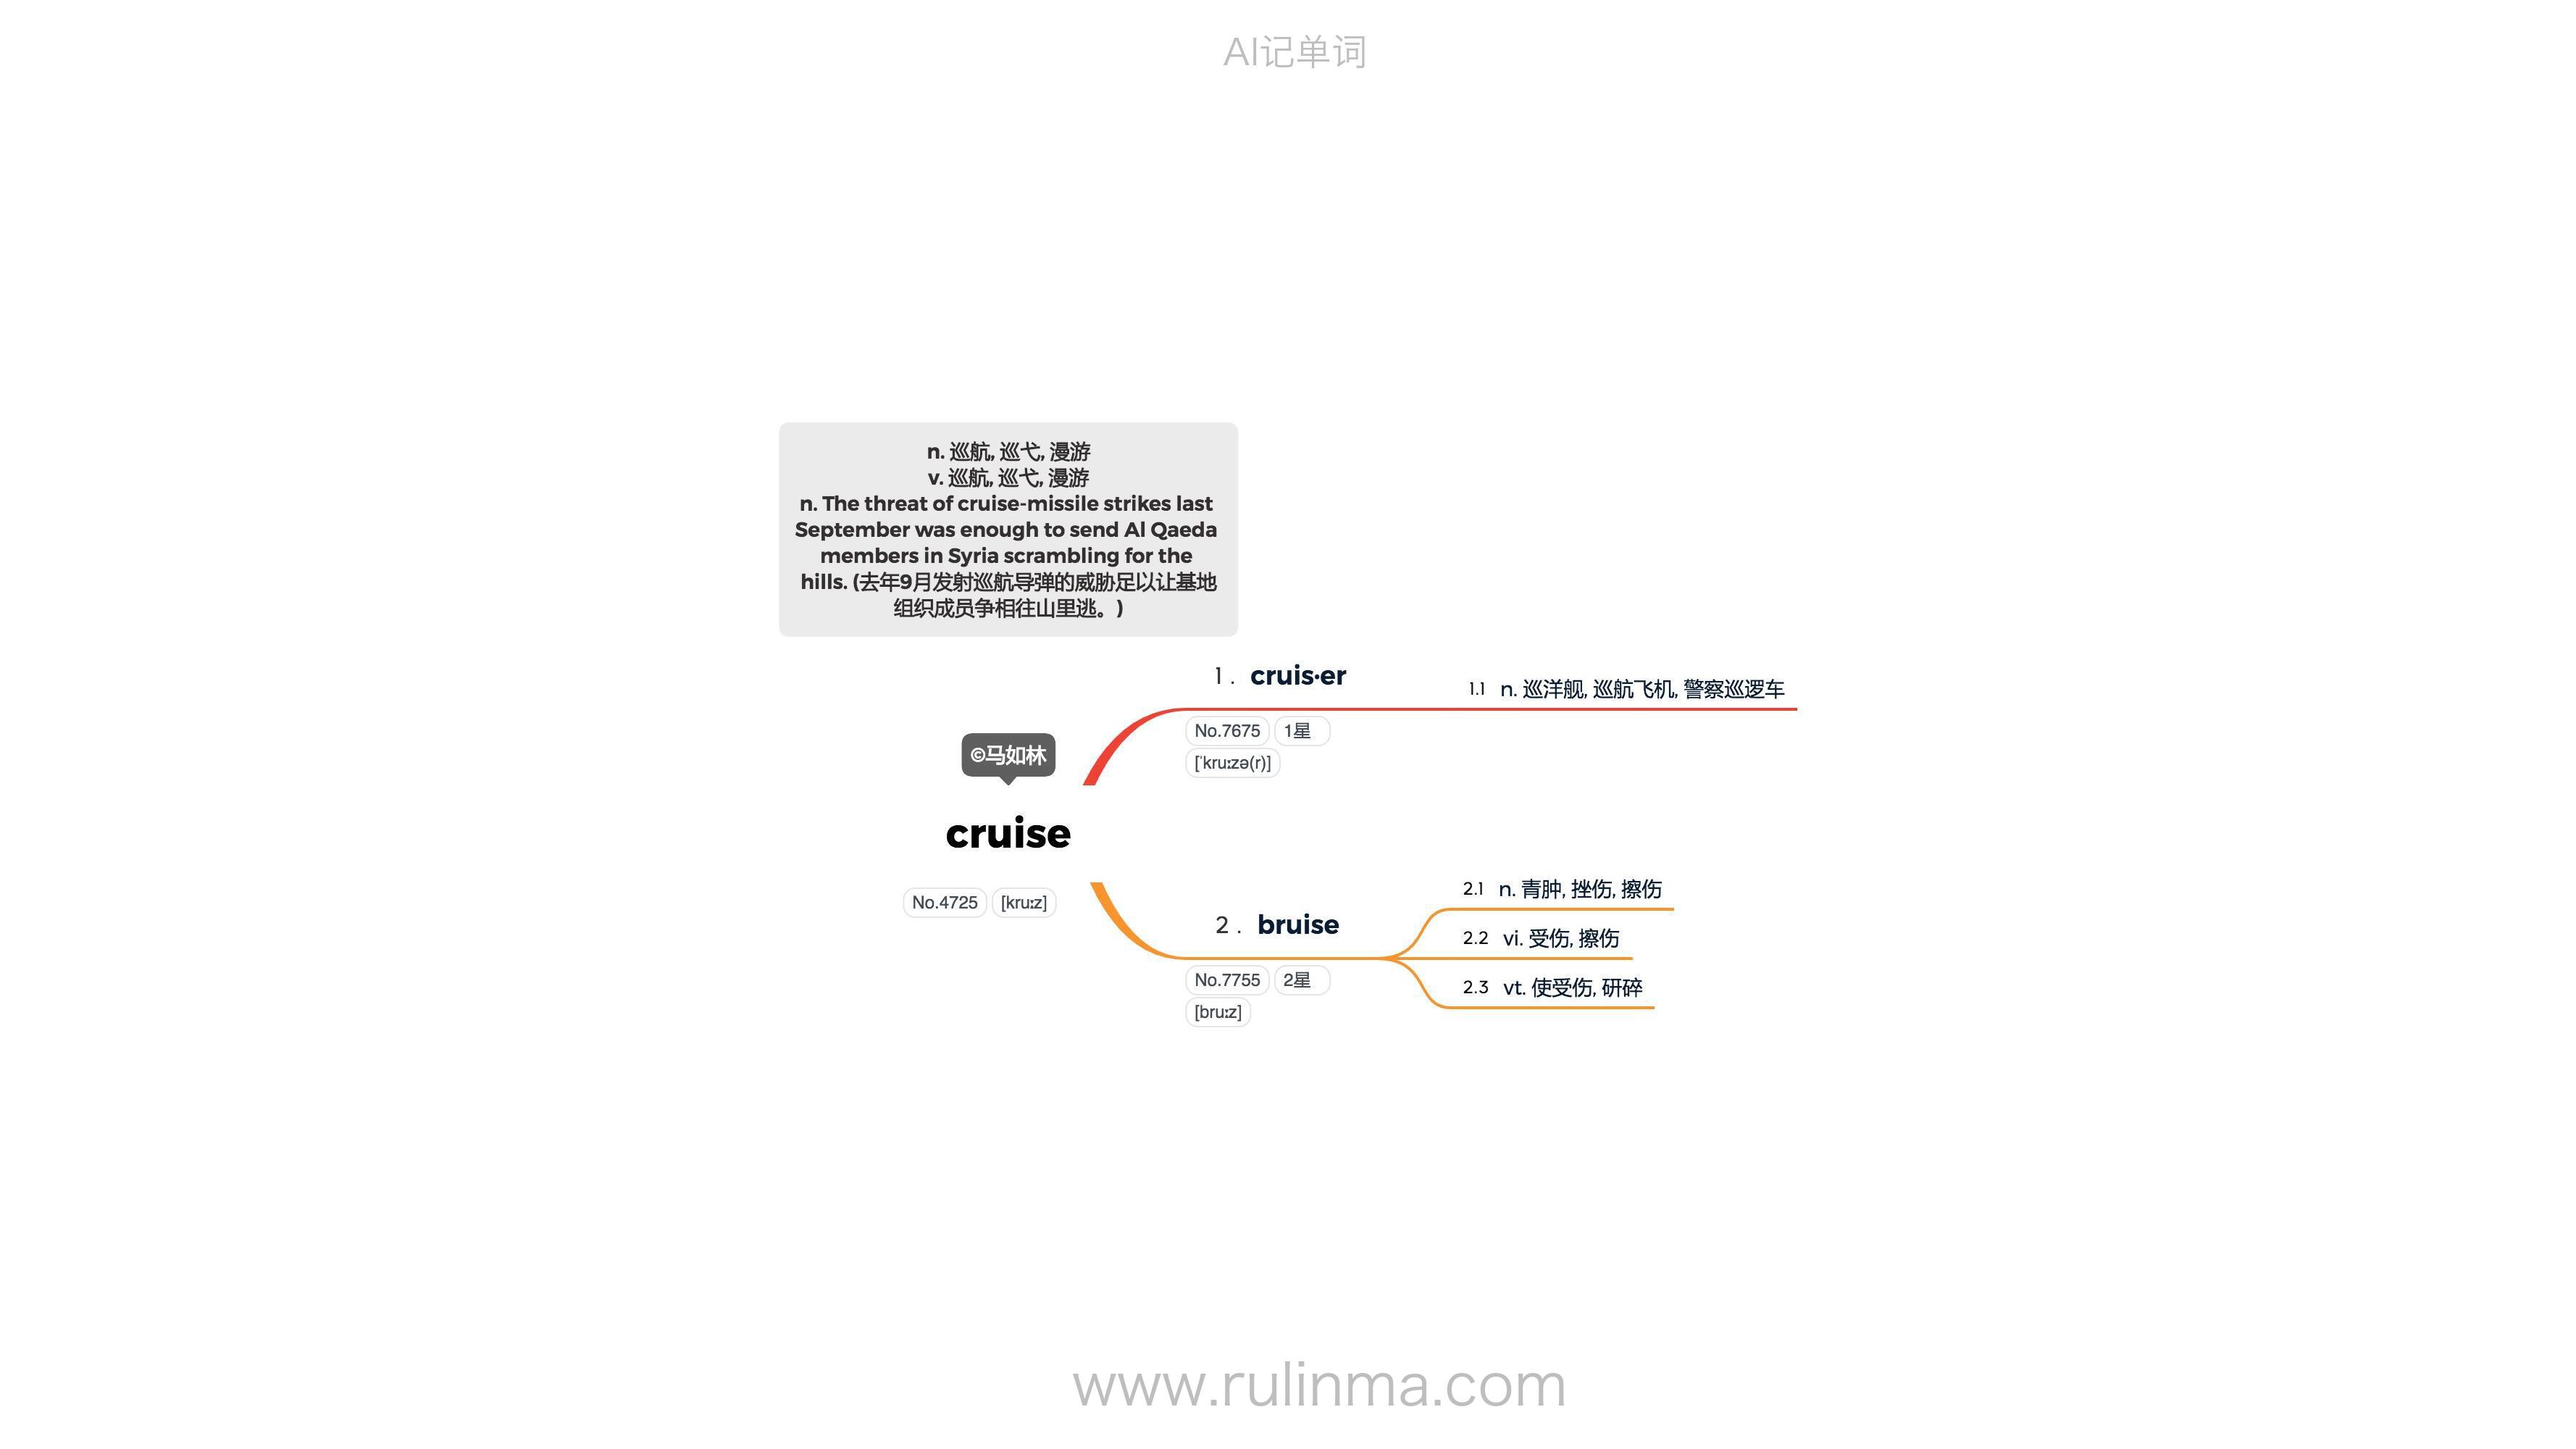 AI记单词
n. 巡航, 巡弋, 漫游
v. 巡航, 巡弋, 漫游
n. The threat of cruise-missile strikes last
September was enough to send Al Qaeda
members in Syria scrambling for the
hills. (去年9月发射巡航导弹的威胁足以让基地
组织成员争相往山里逃。)
1. cruis·er
1.1 n. 巡洋舰, 巡航飞机, 警察巡逻车
No.7675 1星
[ˈkruːzə(r)]
©马如林
cruise
No.4725 [kruːz]
2. bruise
2.1 n. 青肿, 挫伤, 擦伤
2.2 vi. 受伤, 擦伤
2.3 vt. 使受伤, 研碎
No.7755 2星
[bruːz]
www.rulinma.com